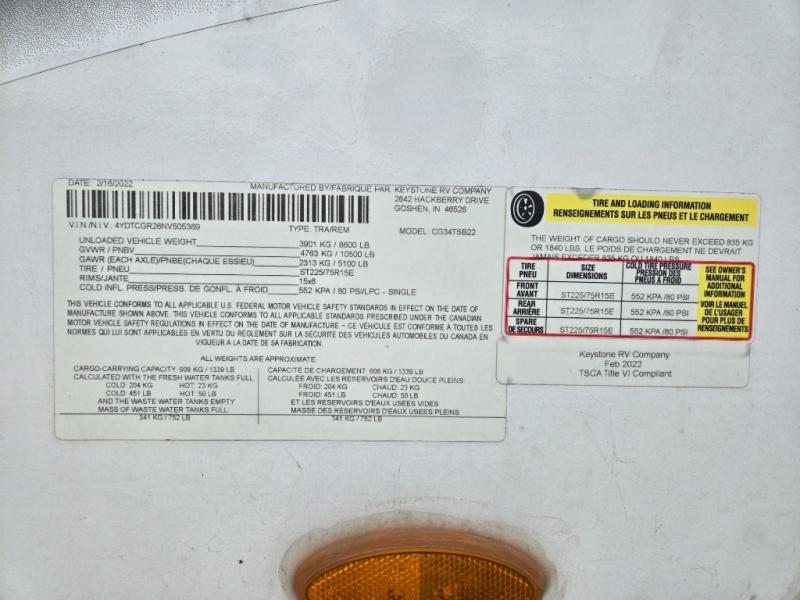 DATE: 2/16/2022
MANUFACTURED BY/FABRIQUE PAR: KEYSTONE RV COMPANY
2642 HACKBERRY DRIVE
GOSHEN, IN 46526
V.I.N./N.I.V.: 4YDTCGR26NV505369
TYPE: TRA/REM
MODEL: CG34TSB22
UNLOADED VEHICLE WEIGHT 3901 KG / 8600 LB
GVWR / PNBV 4763 KG / 10500 LB
GAWR (EACH AXLE)/PNBE(CHAQUE ESSIEU) 2313 KG / 5100 LB
TIRE / PNEU ST225/75R15E
RIMS/JANTE 15x6
COLD INFL. PRESS/PRESS. DE GONFL. À FROID 552 KPA / 80 PSI/LPC - SINGLE
THIS VEHICLE CONFORMS TO ALL APPLICABLE U.S. FEDERAL MOTOR VEHICLE SAFETY STANDARDS IN EFFECT ON THE DATE OF
MANUFACTURE SHOWN ABOVE. THIS VEHICLE CONFORMS TO ALL APPLICABLE STANDARDS PRESCRIBED UNDER THE CANADIAN
MOTOR VEHICLE SAFETY REGULATIONS IN EFFECT ON THE DATE OF MANUFACTURE - CE VÉHICULE EST CONFORME À TOUTES LES
NORMES QUI LUI SONT APPLICABLES EN VERTU DU RÈGLEMENT SUR LA SÉCURITÉ DES VÉHICULES AUTOMOBILES DU CANADA EN
VIGUEUR A LA DATE DE SA FABRICATION.
ALL WEIGHTS ARE APPROXIMATE.
CARGO-CARRYING CAPACITY: 608 KG / 1339 LB
CALCULATED WITH THE FRESH WATER TANKS FULL:
COLD: 204 KG HOT: 23 KG
COLD: 451 LB HOT: 50 LB
AND THE WASTE WATER TANKS EMPTY
MASS OF WASTE WATER TANKS FULL:
341 KG / 752 LB
CAPACITÉ DE CHARGEMENT: 608 KG / 1339 LB
CALCULÉE AVEC LES RÉSERVOIRS D'EAU DOUCE PLEINS:
FROID: 204 KG CHAUD: 23 KG
FROID: 451 LB CHAUD: 50 LB
ET LES RÉSERVOIRS D'EAUX USÉES VIDES
MASSE DES RÉSERVOIRS D'EAUX USÉES PLEINS:
341 KG / 752 LB
TIRE AND LOADING INFORMATION
RENSEIGNEMENTS SUR LES PNEUS ET LE CHARGEMENT
THE WEIGHT OF CARGO SHOULD NEVER EXCEED 835 KG
OR 1840 LBS. LE POIDS DE CHARGEMENT NE DEVRAIT
JAMAIS EXCEDER 835 KG OU 1840 LBS.
TIRE PNEU
SIZE DIMENSIONS
COLD TIRE PRESSURE
PRESSION DES
PNEUS À FROID
FRONT AVANT ST225/75R15E 552 KPA /80 PSI
REAR ARRIÈRE ST225/75R15E 552 KPA /80 PSI
SPARE DE SECOURS ST225/75R15E 552 KPA /80 PSI
SEE OWNER'S
MANUAL FOR
ADDITIONAL
INFORMATION
VOIR LE MANUEL
DE L'USAGER
POUR PLUS DE
RENSEIGNEMENTS
Keystone RV Company
Feb 2022
TSCA Title VI Compliant